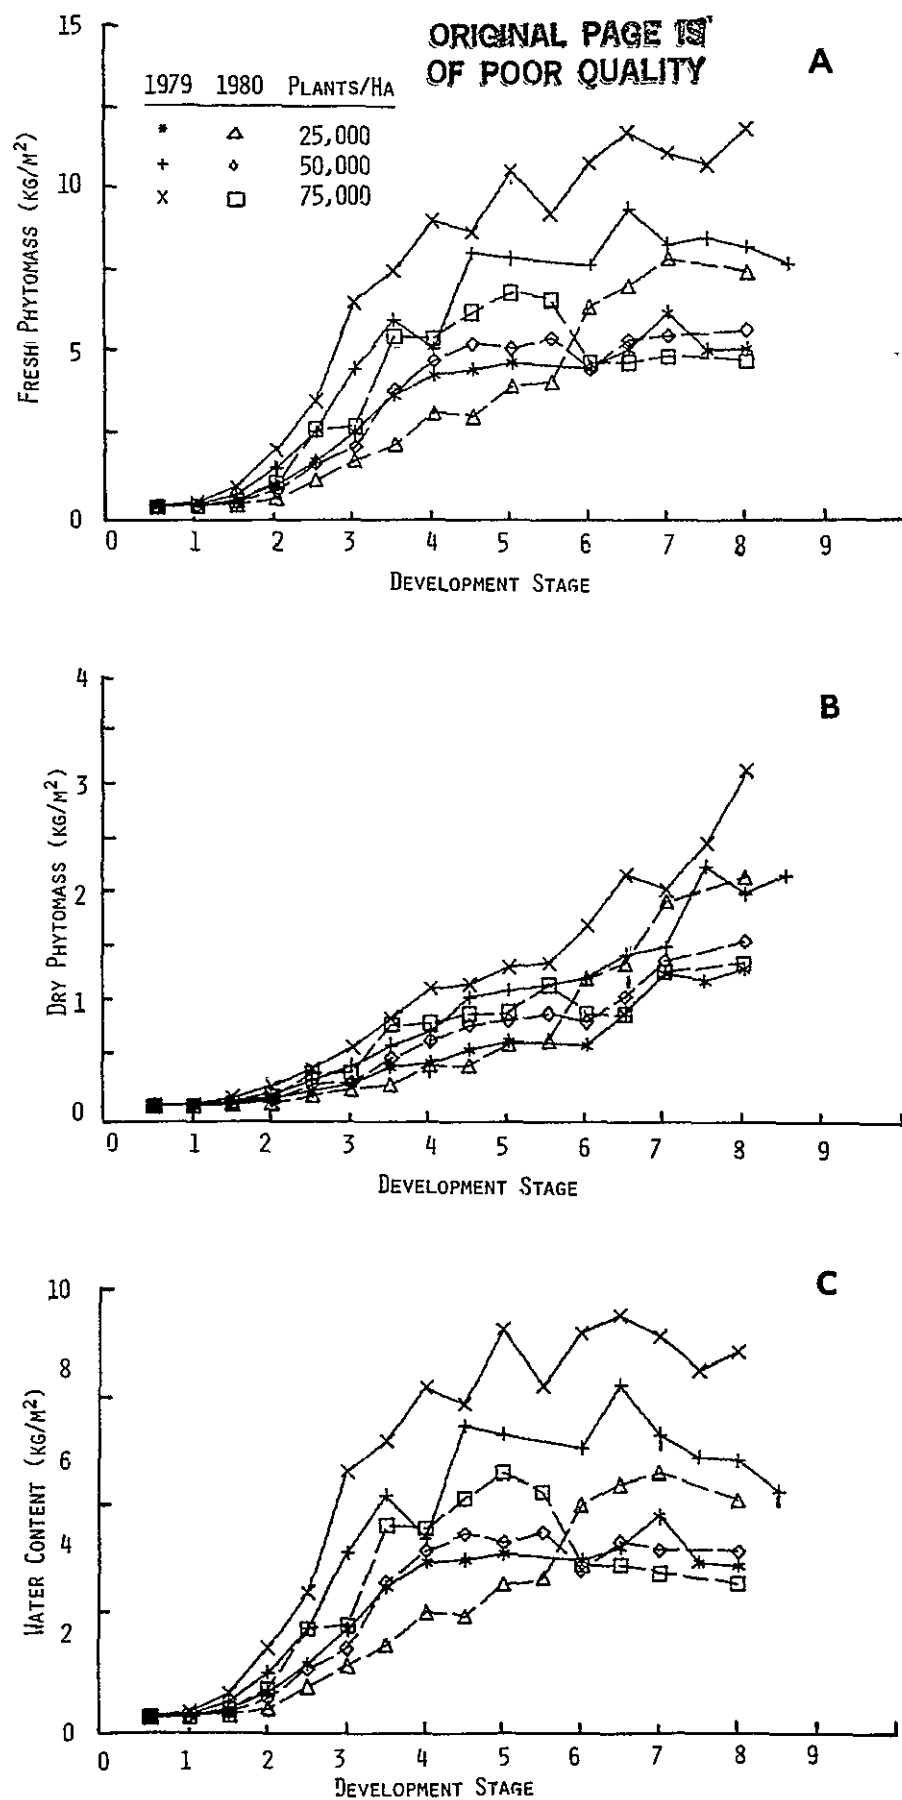 ORIGINAL PAGE IS
OF POOR QUALITY
A
15
10
5
0
FRESH PHYTOMASS (KG/M²)
1979 1980 PLANTS/HA
25,000
50,000
75,000
0 1 2 3 4 5 6 7 8 9
DEVELOPMENT STAGE
B
4
3
2
1
0
DRY PHYTOMASS (KG/M²)
0 1 2 3 4 5 6 7 8 9
DEVELOPMENT STAGE
C
10
8
6
4
2
0
WATER CONTENT (KG/M²)
0 1 2 3 4 5 6 7 8 9
DEVELOPMENT STAGE